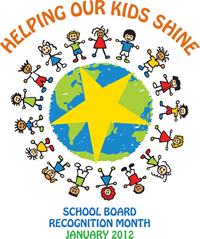 HELPING OUR KIDS SHINE
SCHOOL BOARD
RECOGNITION MONTH
JANUARY 2012